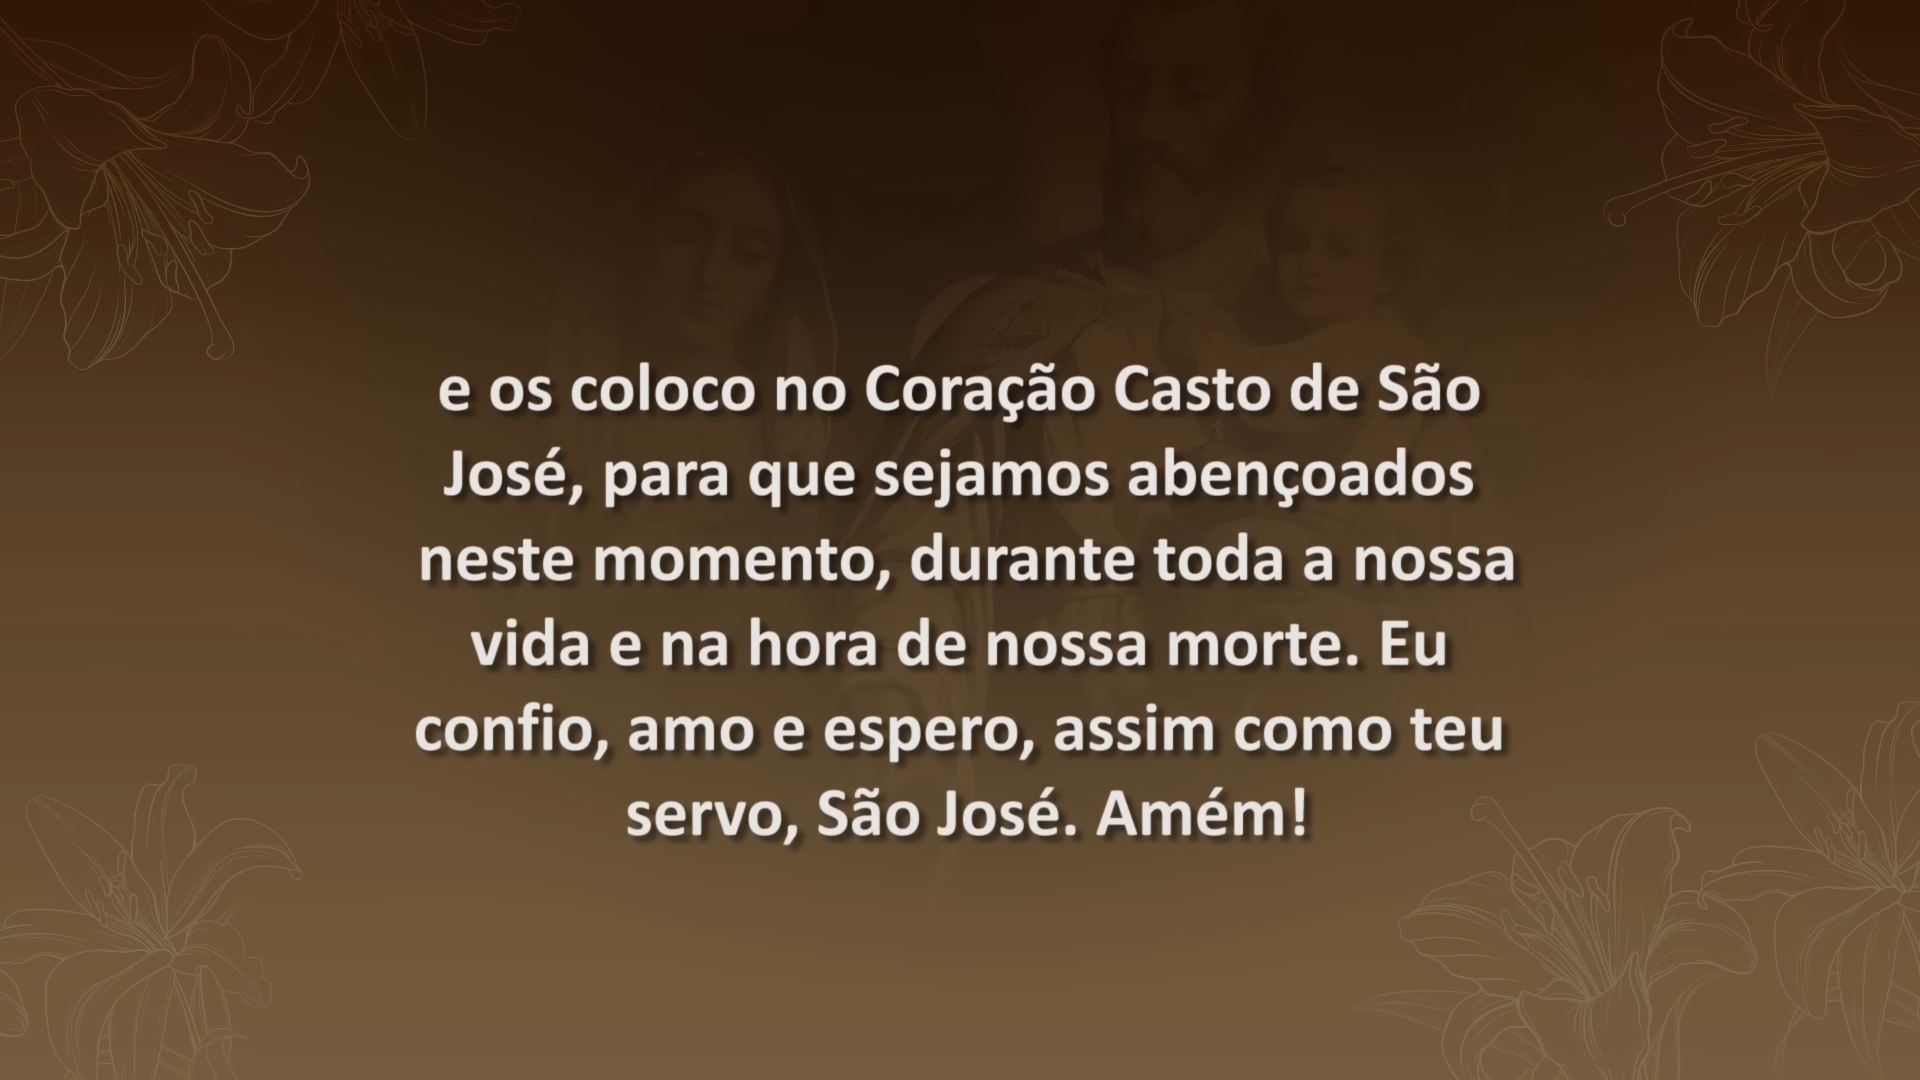 e os coloco no Coração Casto de São
José, para que sejamos abençoados
neste momento, durante toda a nossa
vida e na hora de nossa morte. Eu
confio, amo e espero, assim como teu
servo, São José. Amém!